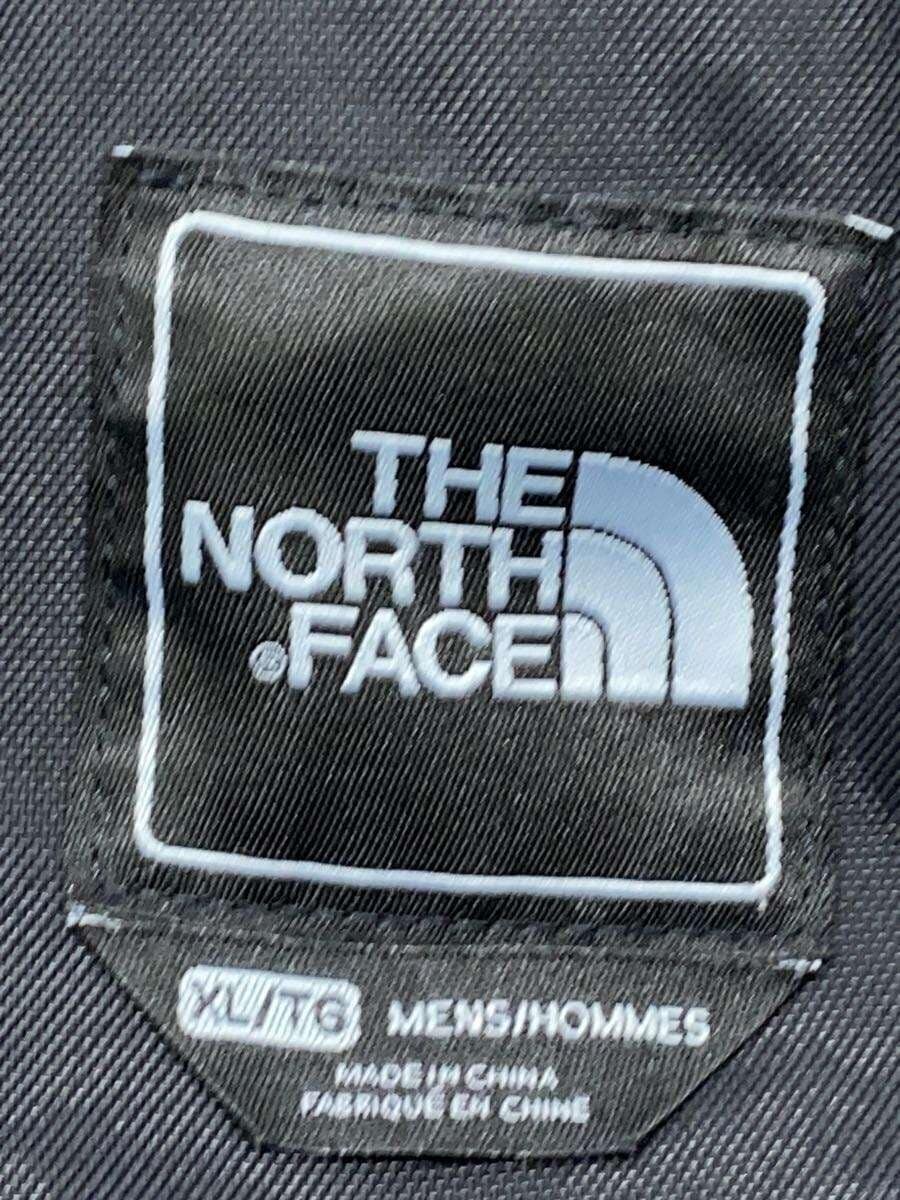 THE
NORTH
®FACE
XL/TG MENS/HOMMES
MADE IN CHINA
FABRIQUÉ EN CHINE